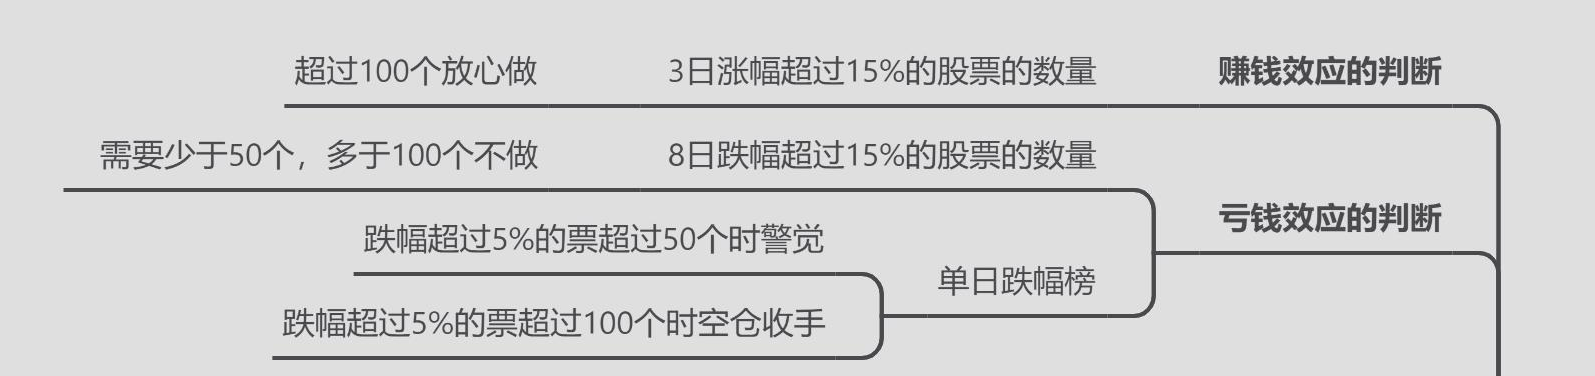 超过100个放心做 3日涨幅超过15%的股票的数量 赚钱效应的判断
需要少于50个，多于100个不做 8日跌幅超过15%的股票的数量
亏钱效应的判断
跌幅超过5%的票超过50个时警觉
单日跌幅榜
跌幅超过5%的票超过100个时空仓收手